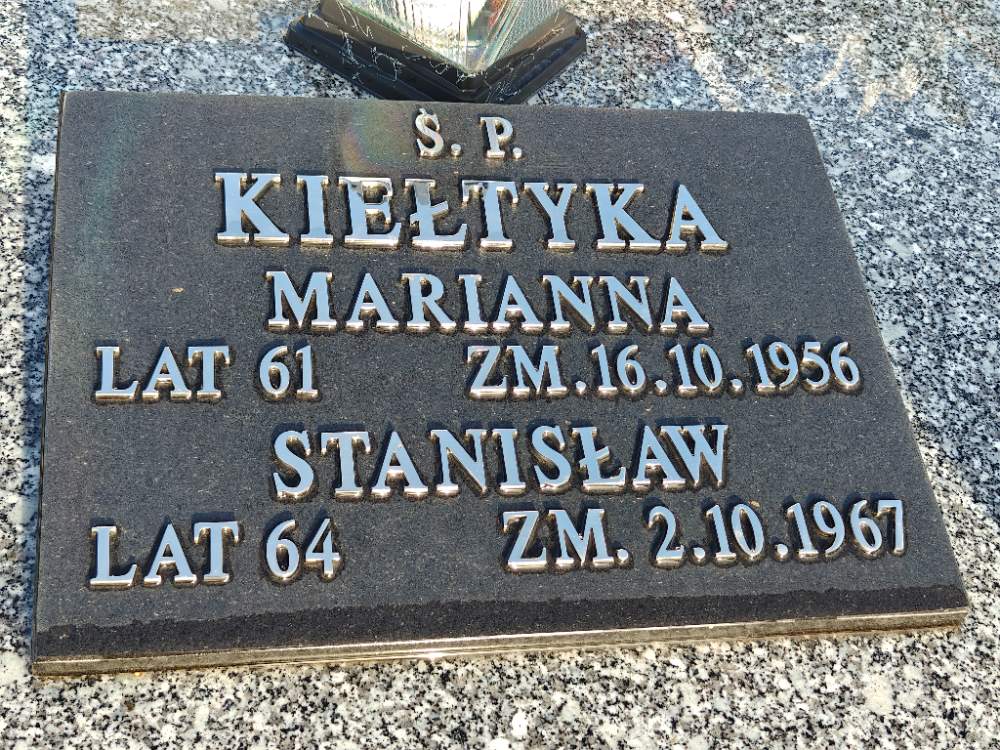 Ś. P.
KIEŁTYKA
MARIANNA
LAT 61 ZM. 16.10.1956
STANISŁAW
LAT 64 ZM. 2.10.1967